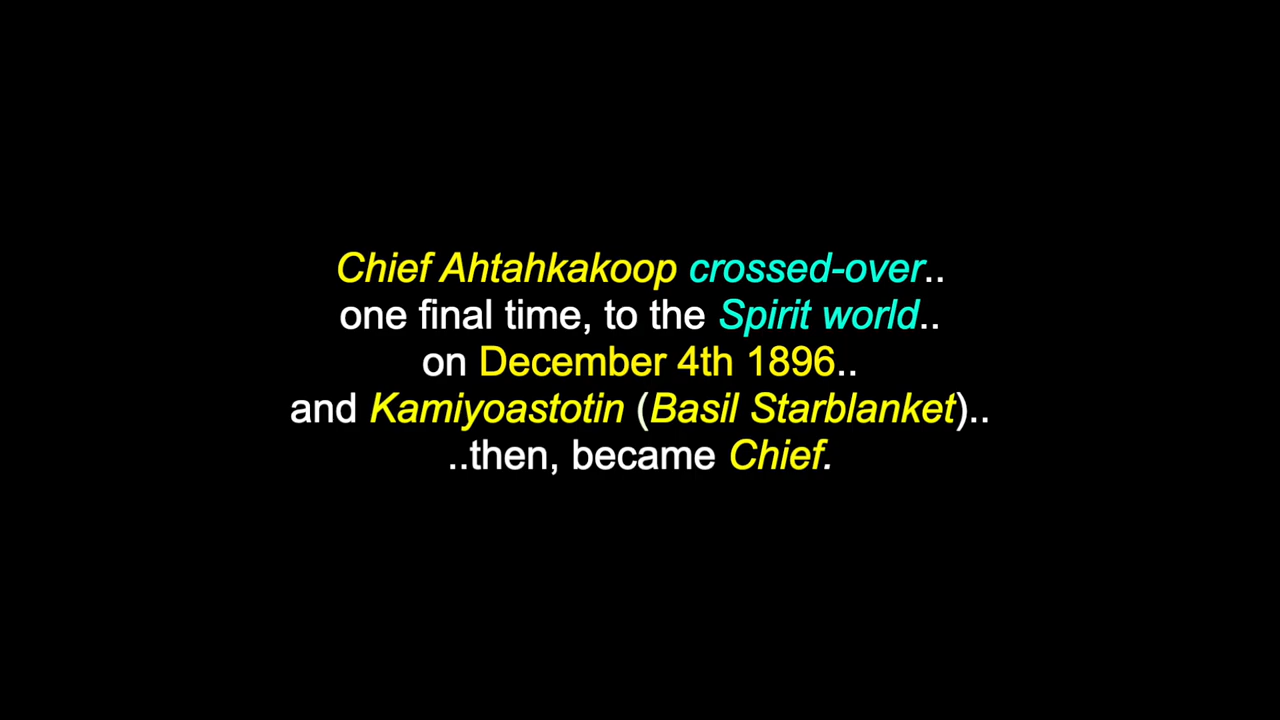 Chief Ahtahkakoop crossed-over..
one final time, to the Spirit world..
on December 4th 1896..
and Kamiyoastotin (Basil Starblanket)..
..then, became Chief.